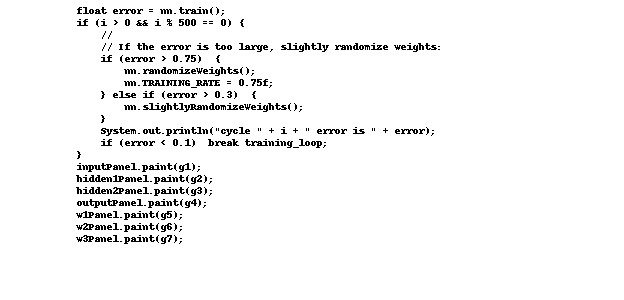 float error = nn.train();
if (i > 0 && i % 500 == 0) {
//
// If the error is too large, slightly randomize weights:
if (error > 0.75) {
nn.randomizeWeights();
nn.TRAINING_RATE = 0.75f;
} else if (error > 0.3) {
nn.slightlyRandomizeWeights();
}
System.out.println("cycle " + i + " error is " + error);
if (error < 0.1) break training_loop;
}
inputPanel.paint(g1);
hidden1Panel.paint(g2);
hidden2Panel.paint(g3);
outputPanel.paint(g4);
w1Panel.paint(g5);
w2Panel.paint(g6);
w3Panel.paint(g7);